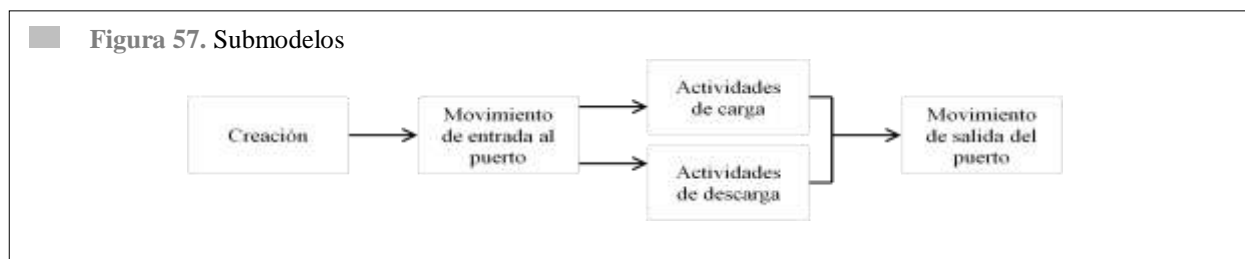 Figura 57. Submodelos
Creación
Movimiento
de entrada al
puerto
Actividades
de carga
Actividades
de descarga
Movimiento
de salida del
puerto